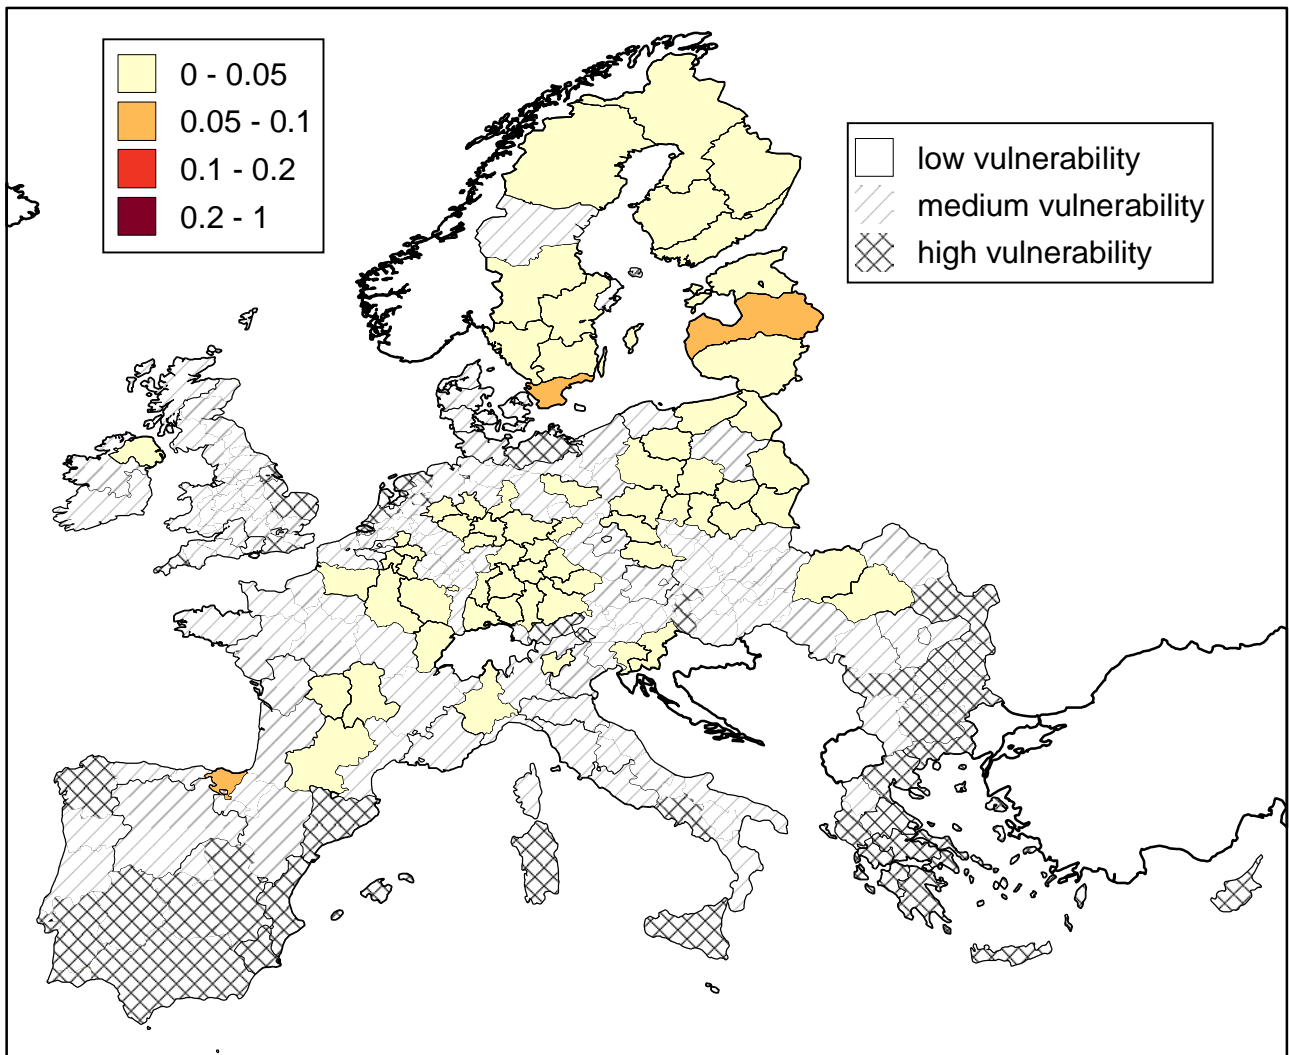 0 - 0.05
0.05 - 0.1
0.1 - 0.2
0.2 - 1
low vulnerability
medium vulnerability
high vulnerability